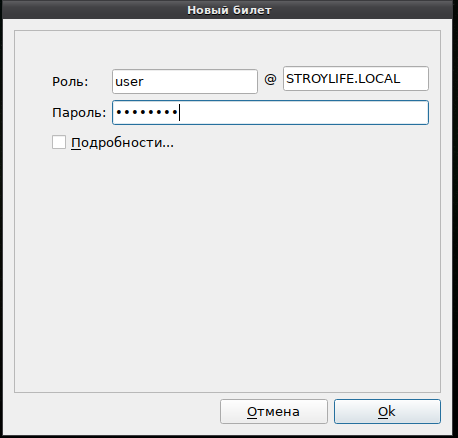 Новый билет
Роль: user @ STROYLIFE.LOCAL
Пароль: ••••••••
Подробности...
Отмена Ok